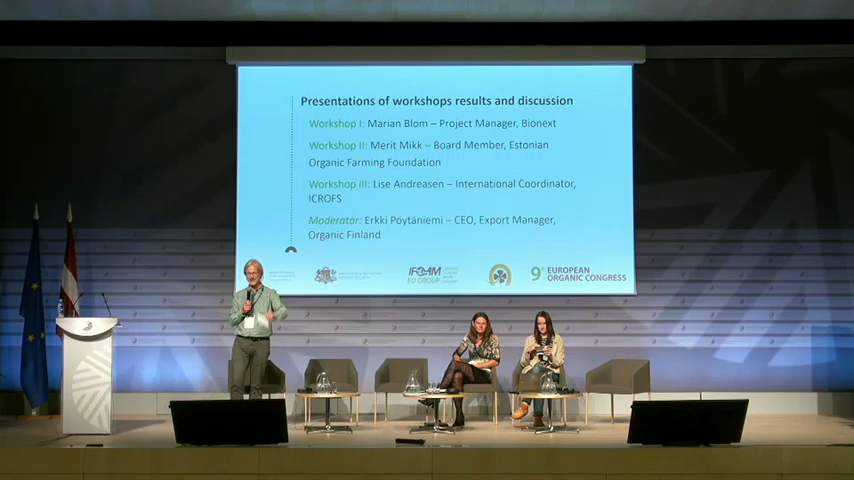 Presentations of workshops results and discussion
Workshop I: Marian Blom – Project Manager, Bionext
Workshop II: Merit Mikk – Board Member, Estonian
Organic Farming Foundation
Workshop III: Lise Andreasen – International Coordinator,
ICROFS
Moderator: Erkki Pöytäniemi – CEO, Export Manager,
Organic Finland
IFOAM
EU GROUP
9th EUROPEAN
ORGANIC CONGRESS